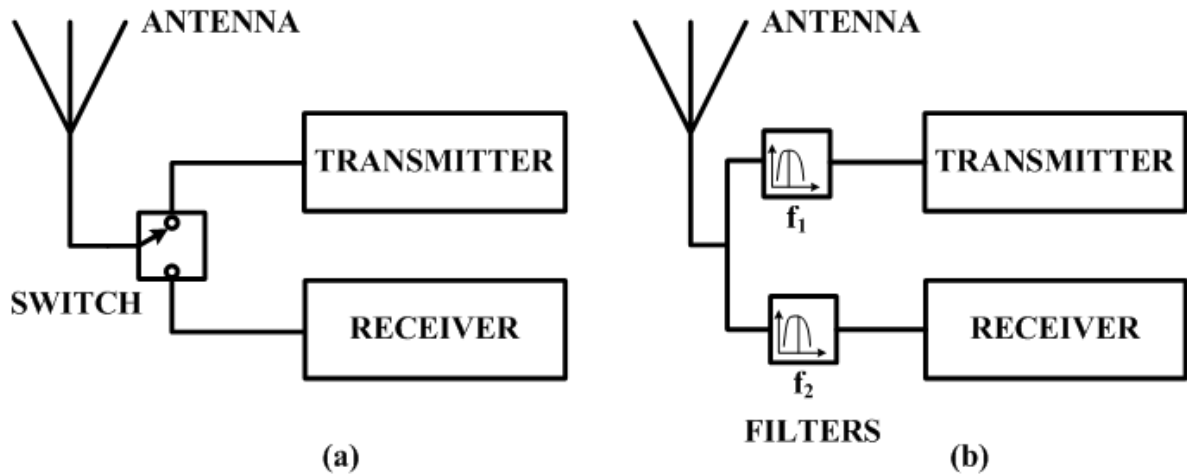 ANTENNA
TRANSMITTER
SWITCH
RECEIVER
(a)
ANTENNA
TRANSMITTER
f₁
RECEIVER
f₂
FILTERS
(b)